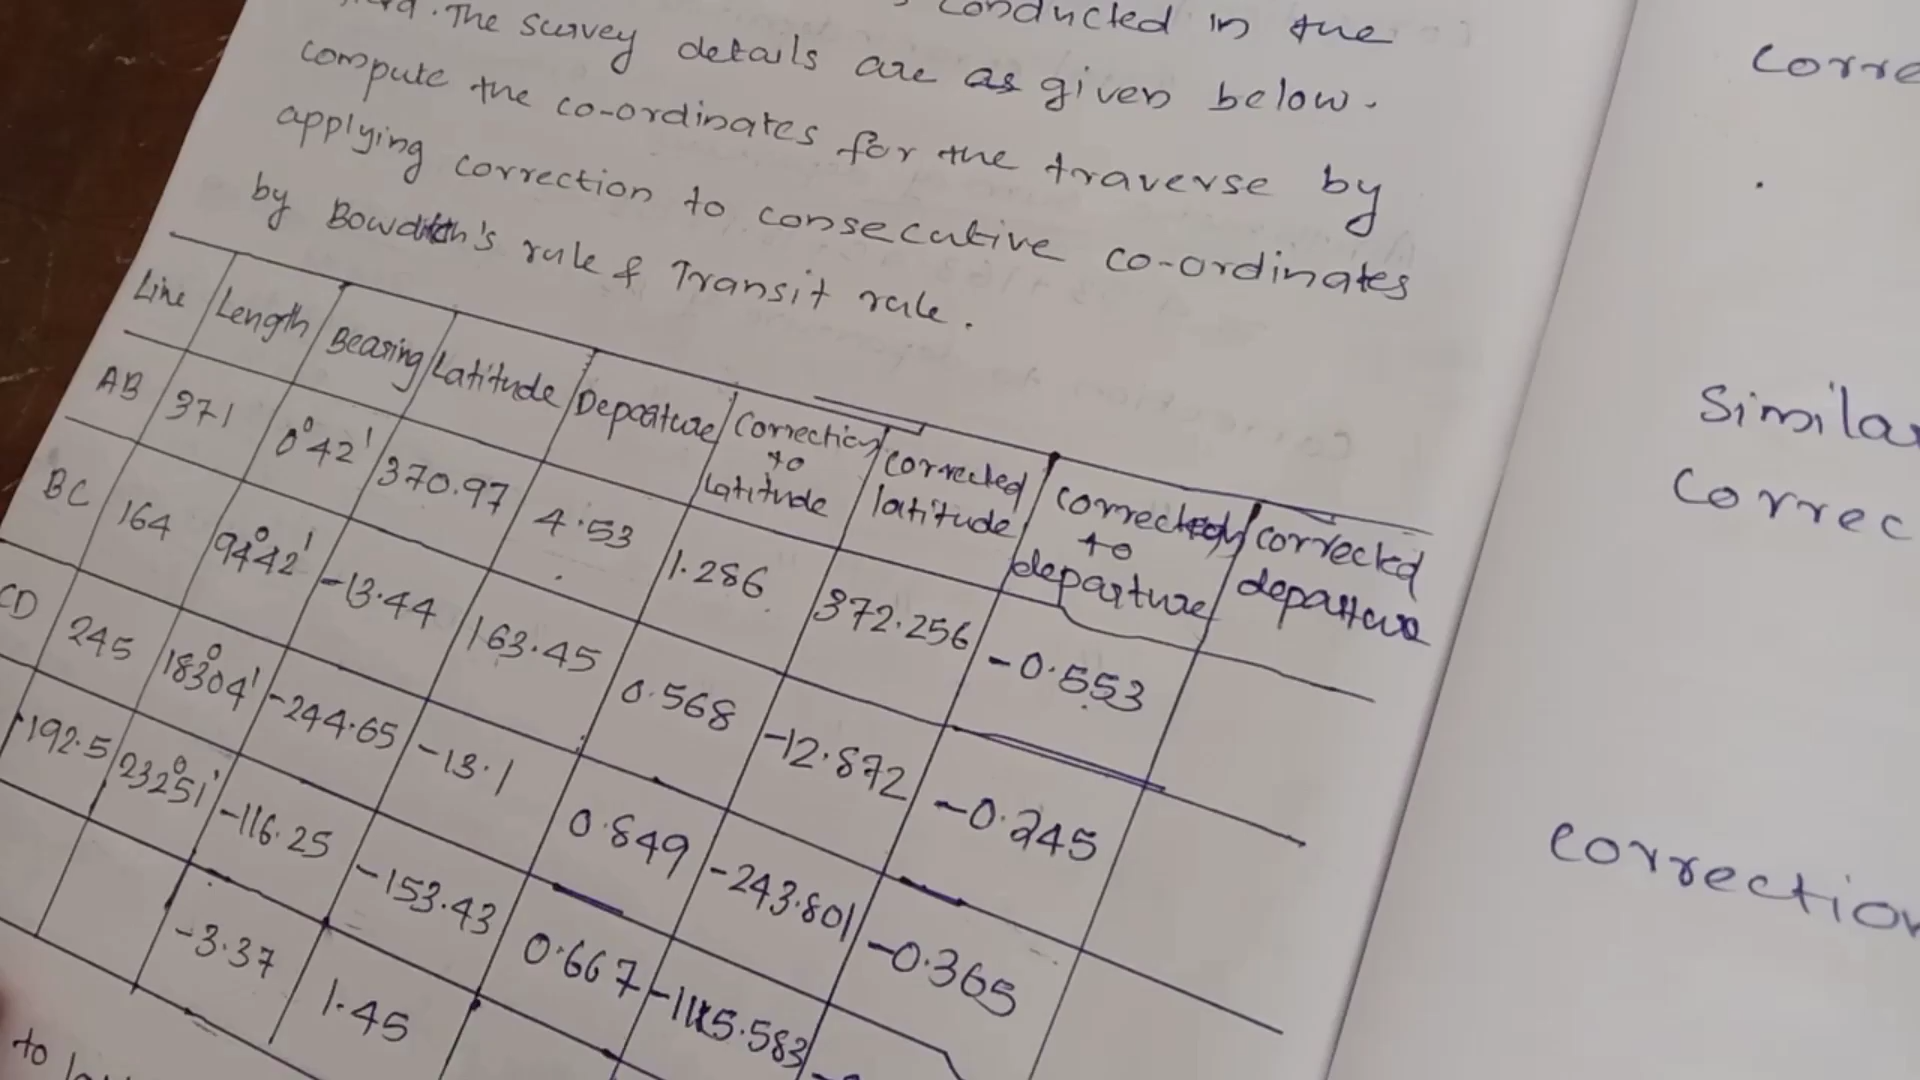 conducted in the
The survey details are as given below.
compute the co-ordinates for the traverse by
applying correction to consecutive co-ordinates
by Bowditch's rule & Transit rule.
Line Length Bearing Latitude Departure Correction to Latitude corrected latitude correction to departure corrected departure
AB 371 0°42' 370.97 4.53 1.286 372.256 -0.553
BC 164 94°42' -13.44 163.45 0.568 -12.872 -0.245
CD 245 183°04' -244.65 -13.1 0.849 -243.801 -0.365
192.5 232°51' -116.25 -153.43 0.667 -115.583
-3.37 1.45
to
Corre
Simila
Correc
correction